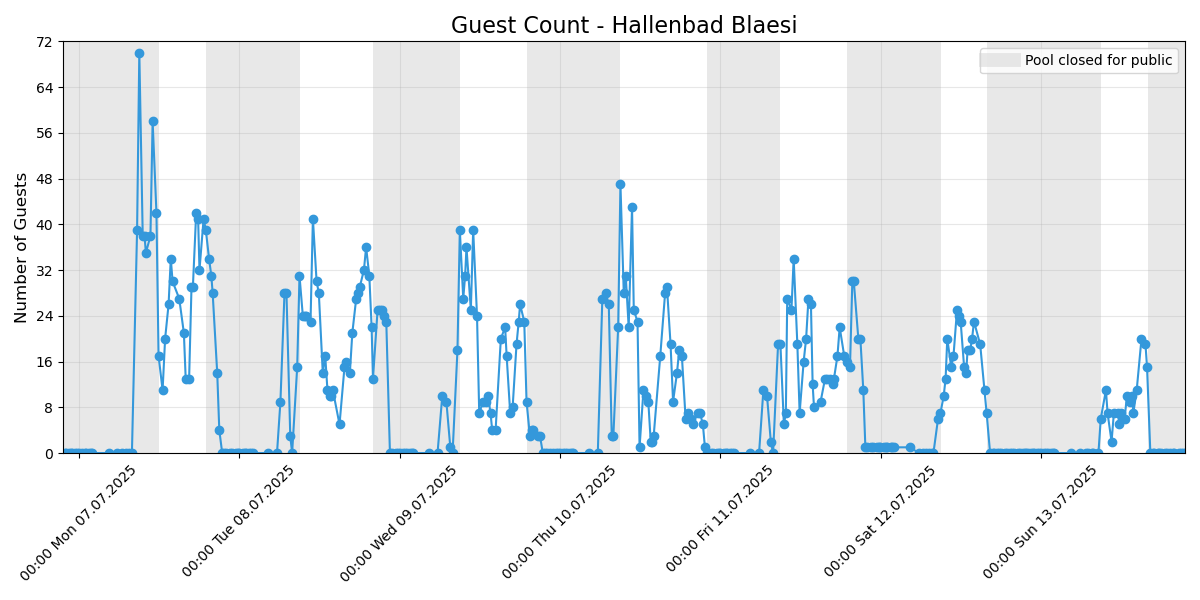 Guest Count - Hallenbad Blaesi
Pool closed for public
Number of Guests
72
64
56
48
40
32
24
16
8
0
00:00 Mon 07.07.2025
00:00 Tue 08.07.2025
00:00 Wed 09.07.2025
00:00 Thu 10.07.2025
00:00 Fri 11.07.2025
00:00 Sat 12.07.2025
00:00 Sun 13.07.2025